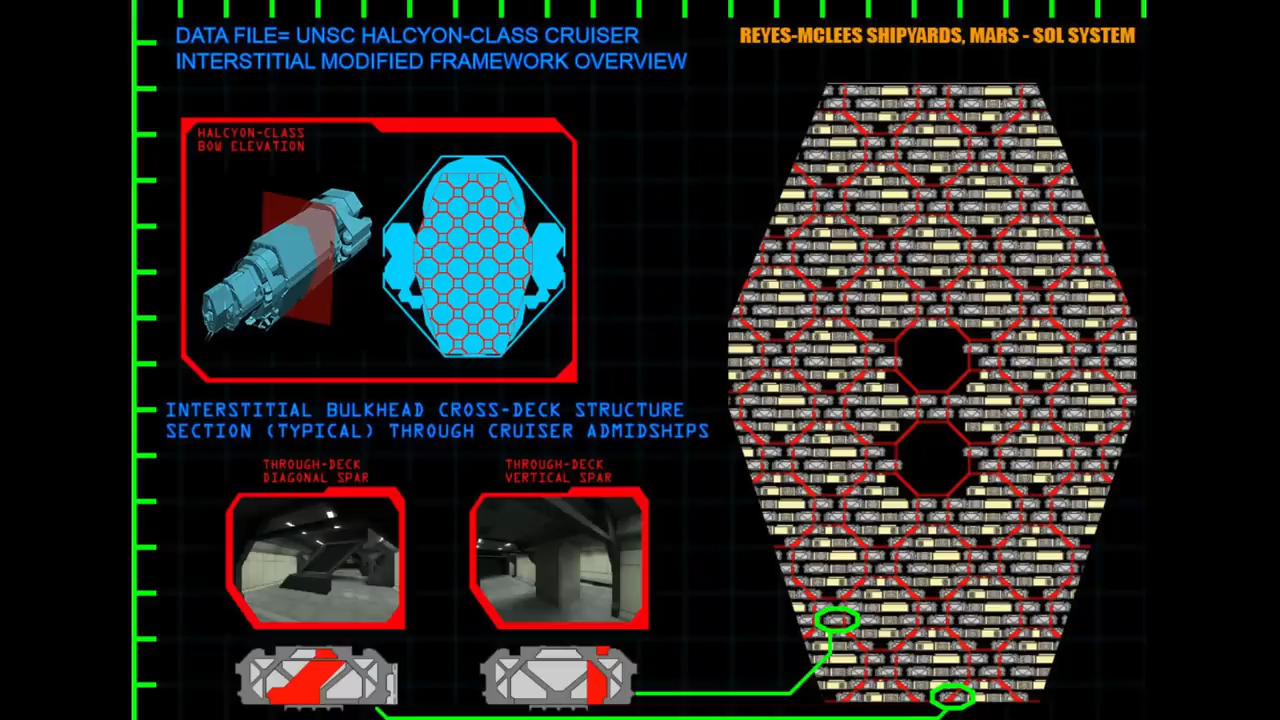 DATA FILE= UNSC HALCYON-CLASS CRUISER
INTERSTITIAL MODIFIED FRAMEWORK OVERVIEW
REYES-MCLEES SHIPYARDS, MARS - SOL SYSTEM
HALCYON-CLASS
BOW ELEVATION
INTERSTITIAL BULKHEAD CROSS-DECK STRUCTURE
SECTION (TYPICAL) THROUGH CRUISER ADMIDSHIPS
THROUGH-DECK
DIAGONAL SPAR
THROUGH-DECK
VERTICAL SPAR